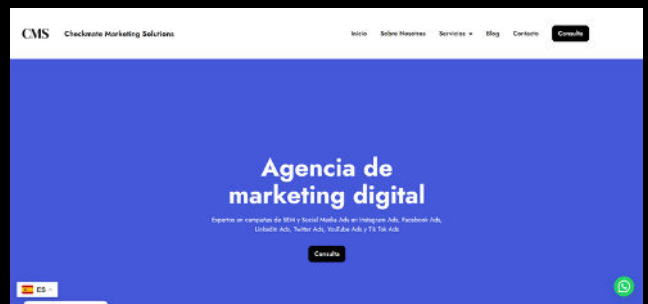 CMS Checkmate Marketing Solutions
Inicio Sobre Nosotros Servicios Blog Contacto Consulta
Agencia de
marketing digital
Expertos en campañas de SEM y Social Media Ads en Instagram Ads, Facebook Ads,
LinkedIn Ads, Twitter Ads, YouTube Ads y Tik Tok Ads
Consulta
ES